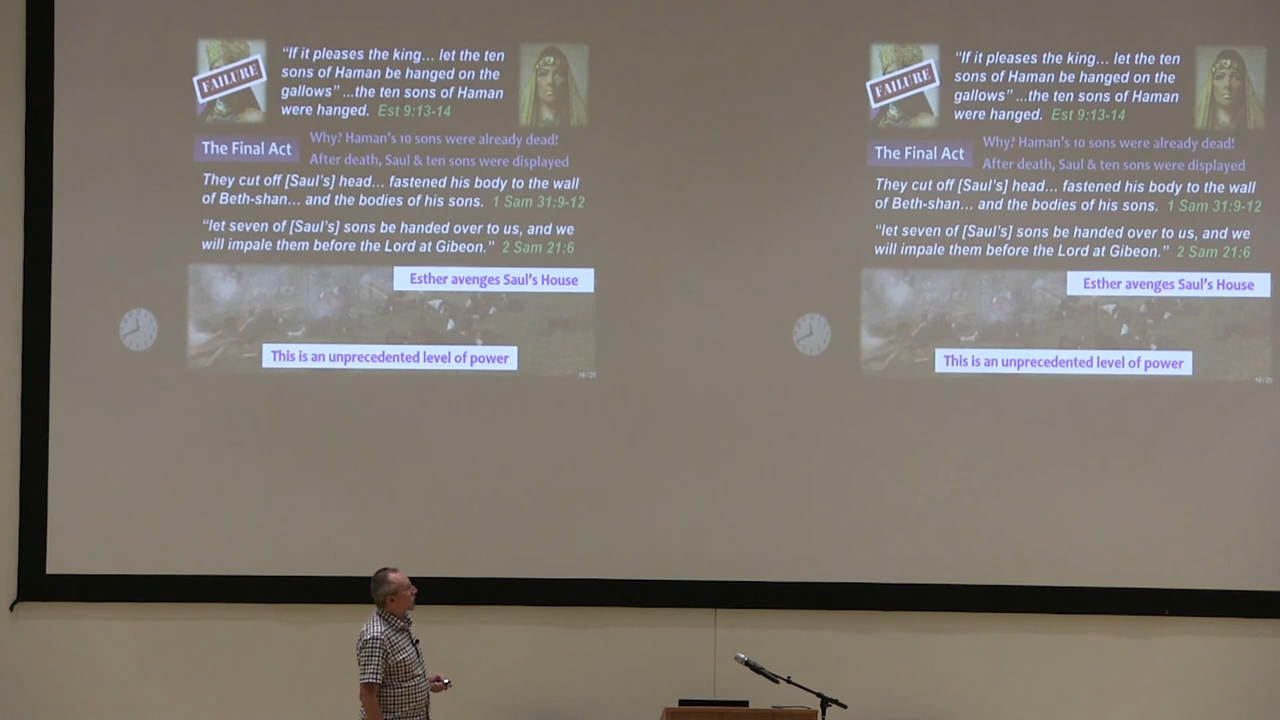 FAILURE
“If it pleases the king… let the ten
sons of Haman be hanged on the
gallows” ...the ten sons of Haman
were hanged. Est 9:13-14
The Final Act
Why? Haman's 10 sons were already dead!
After death, Saul & ten sons were displayed
They cut off [Saul's] head… fastened his body to the wall
of Beth-shan… and the bodies of his sons. 1 Sam 31:9-12
“let seven of [Saul's] sons be handed over to us, and we
will impale them before the Lord at Gibeon.” 2 Sam 21:6
Esther avenges Saul's House
This is an unprecedented level of power
FAILURE
“If it pleases the king… let the ten
sons of Haman be hanged on the
gallows” ...the ten sons of Haman
were hanged. Est 9:13-14
The Final Act
Why? Haman's 10 sons were already dead!
After death, Saul & ten sons were displayed
They cut off [Saul's] head… fastened his body to the wall
of Beth-shan… and the bodies of his sons. 1 Sam 31:9-12
“let seven of [Saul's] sons be handed over to us, and we
will impale them before the Lord at Gibeon.” 2 Sam 21:6
Esther avenges Saul's House
This is an unprecedented level of power